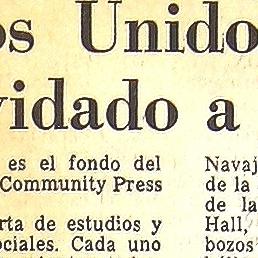 os Unido
vidado a
es el fondo del
Community Press
rta de estudios y
ociales. Cada uno
Navaj
de la
de la
Hall,
bozos